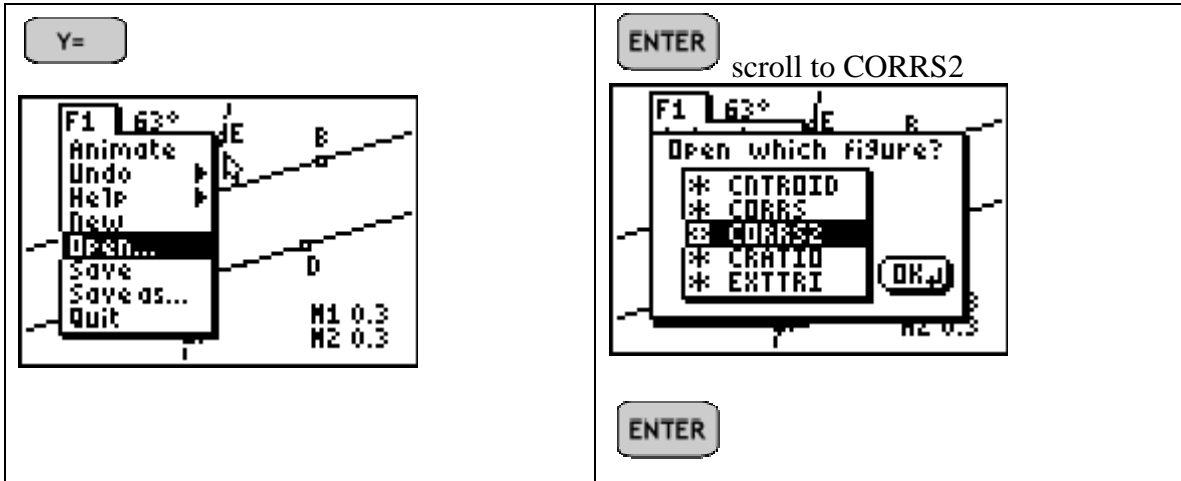 Y=
F1 63°
Animate
Undo
Help
New
Open...
Save
Save as...
Quit
E
B
D
M1 0.3
M2 0.3
ENTER
scroll to CORRS2
F1 63°
E
B
Open which figure?
* CNTROID
* CORRS
* CORRS2
* CRATIO
* EXTTRI
OK
ENTER